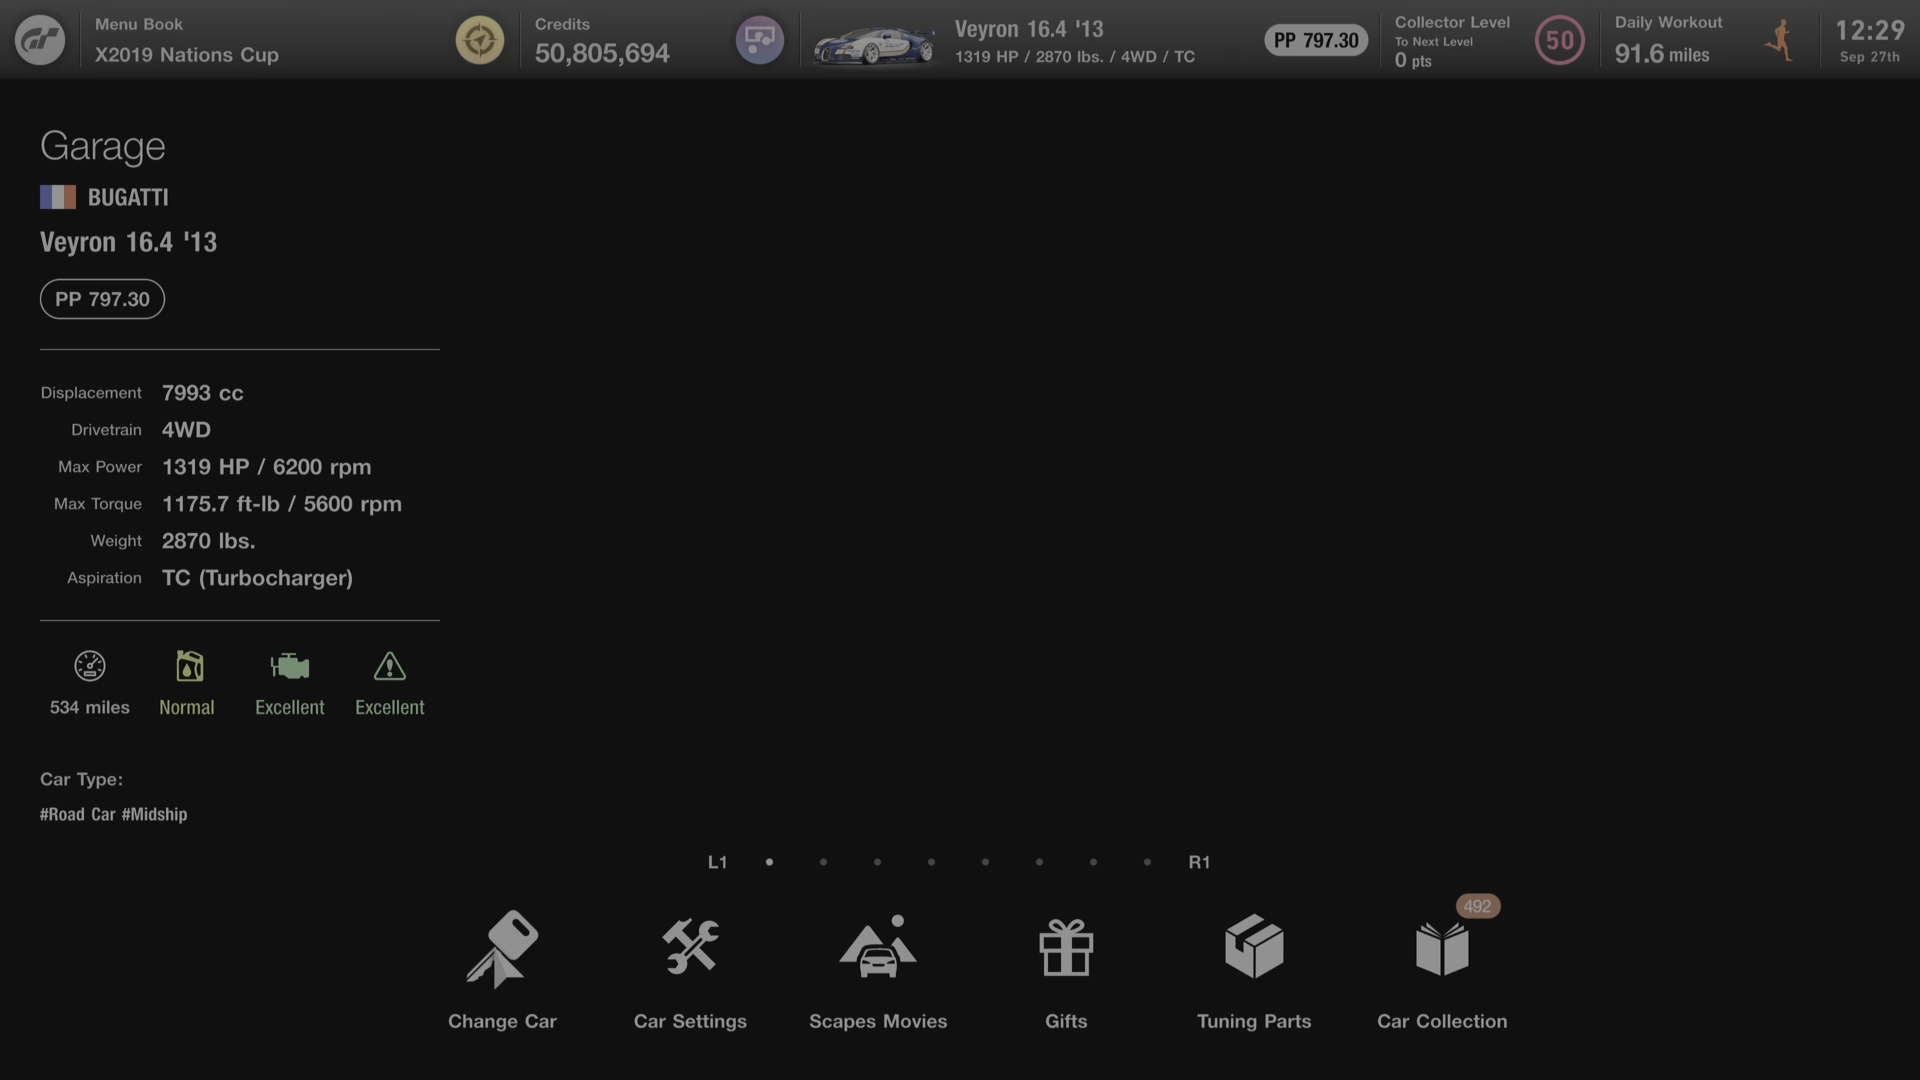 Menu Book
X2019 Nations Cup
Credits
50,805,694
Veyron 16.4 '13
1319 HP / 2870 lbs. / 4WD / TC
PP 797.30
Collector Level
To Next Level
0 pts
50
Daily Workout
91.6 miles
12:29
Sep 27th
Garage
BUGATTI
Veyron 16.4 '13
PP 797.30
Displacement 7993 cc
Drivetrain 4WD
Max Power 1319 HP / 6200 rpm
Max Torque 1175.7 ft-lb / 5600 rpm
Weight 2870 lbs.
Aspiration TC (Turbocharger)
534 miles Normal Excellent Excellent
Car Type:
#Road Car #Midship
L1 R1
492
Change Car Car Settings Scapes Movies Gifts Tuning Parts Car Collection